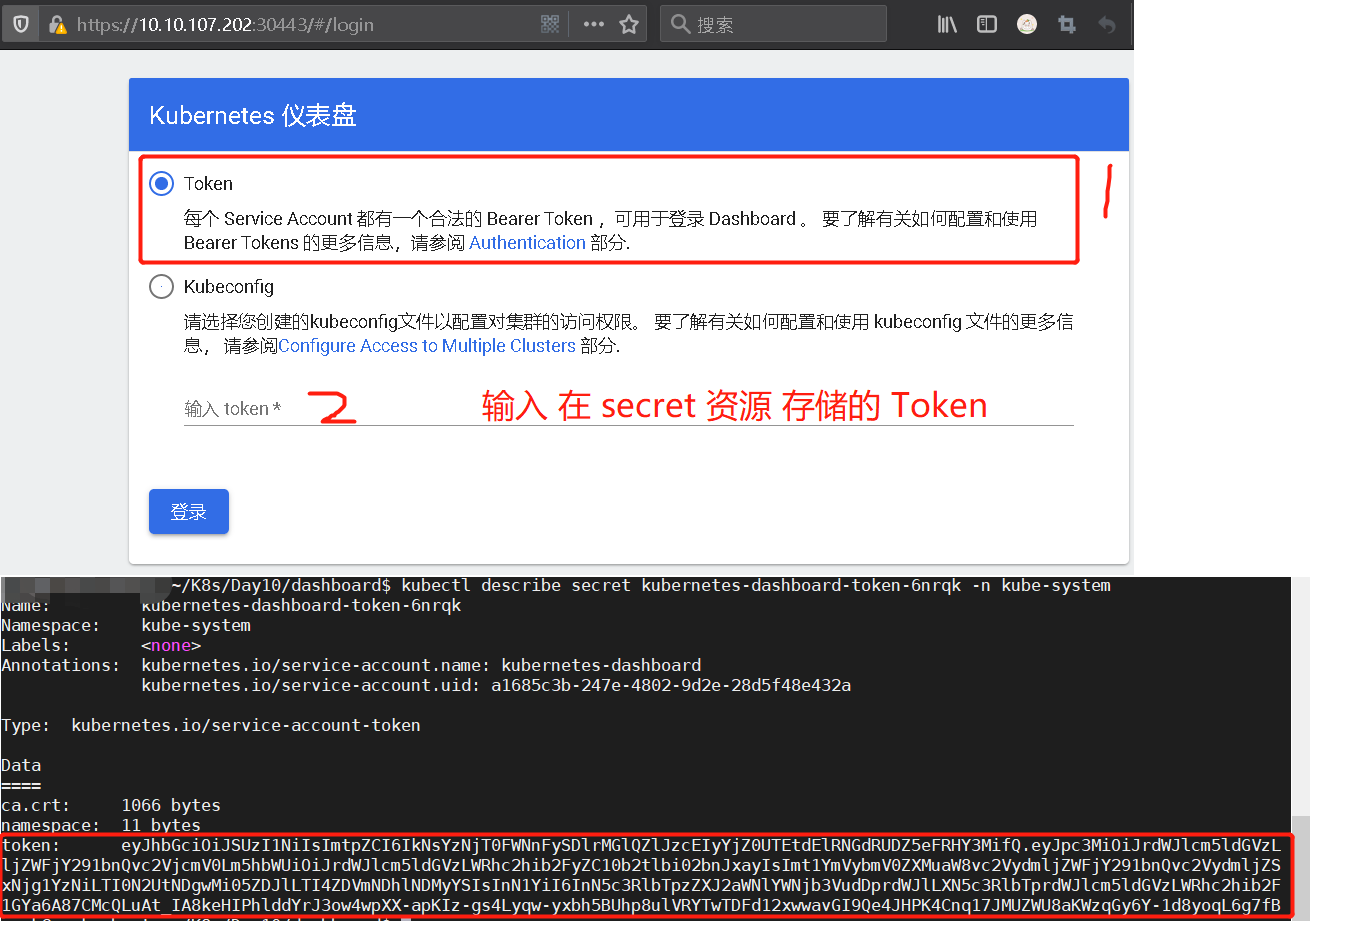 https://10.10.107.202:30443/#/login
搜索
Kubernetes 仪表盘
Token
每个 Service Account 都有一个合法的 Bearer Token ，可用于登录 Dashboard 。 要了解有关如何配置和使用
Bearer Tokens 的更多信息，请参阅 Authentication 部分.
1
Kubeconfig
请选择您创建的kubeconfig文件以配置对集群的访问权限。 要了解有关如何配置和使用 kubeconfig 文件的更多信
息， 请参阅Configure Access to Multiple Clusters 部分.
输入 token *
2
输入 在 secret 资源 存储的 Token
登录
~/K8s/Day10/dashboard$ kubectl describe secret kubernetes-dashboard-token-6nrqk -n kube-system
Name: kubernetes-dashboard-token-6nrqk
Namespace: kube-system
Labels: <none>
Annotations: kubernetes.io/service-account.name: kubernetes-dashboard
kubernetes.io/service-account.uid: a1685c3b-247e-4802-9d2e-28d5f48e432a
Type: kubernetes.io/service-account-token
Data
====
ca.crt: 1066 bytes
namespace: 11 bytes
token: eyJhbGciOiJSUzI1NiIsImtpZCI6IkNsYzNjT0FWNnFySDlrMGlQZlJzcEIyYjZ0UTEtdElRNGdRUDZ5eFRHY3MifQ.eyJpc3MiOiJrdWJlcm5ldGVzL
ljZWFjY291bnQvc2VjcmV0Lm5hbWUiOiJrdWJlcm5ldGVzLWRhc2hib2FyZC10b2tlbi02bnJxayIsImt1YmVybmV0ZXMuaW8vc2VydmljZWFjY291bnQvc2VydmljZS
xNjg1YzNiLTI0N2UtNDgwMi05ZDJlLTI4ZDVmNDhlNDMyYSIsInN1YiI6InN5c3RlbTpzZXJ2aWNlYWNjb3VudDprdWJlLXN5c3RlbTprdWJlcm5ldGVzLWRhc2hib2F
1GYa6A87CMcQLuAt_IA8keHIPhlddYrJ3ow4wpXX-apKIz-gs4Lyqw-yxbh5BUhp8ulVRYTwTDFd12xwwavGI9Qe4JHPK4Cnq17JMUZWU8aKWzqGy6Y-1d8yoqL6g7fB